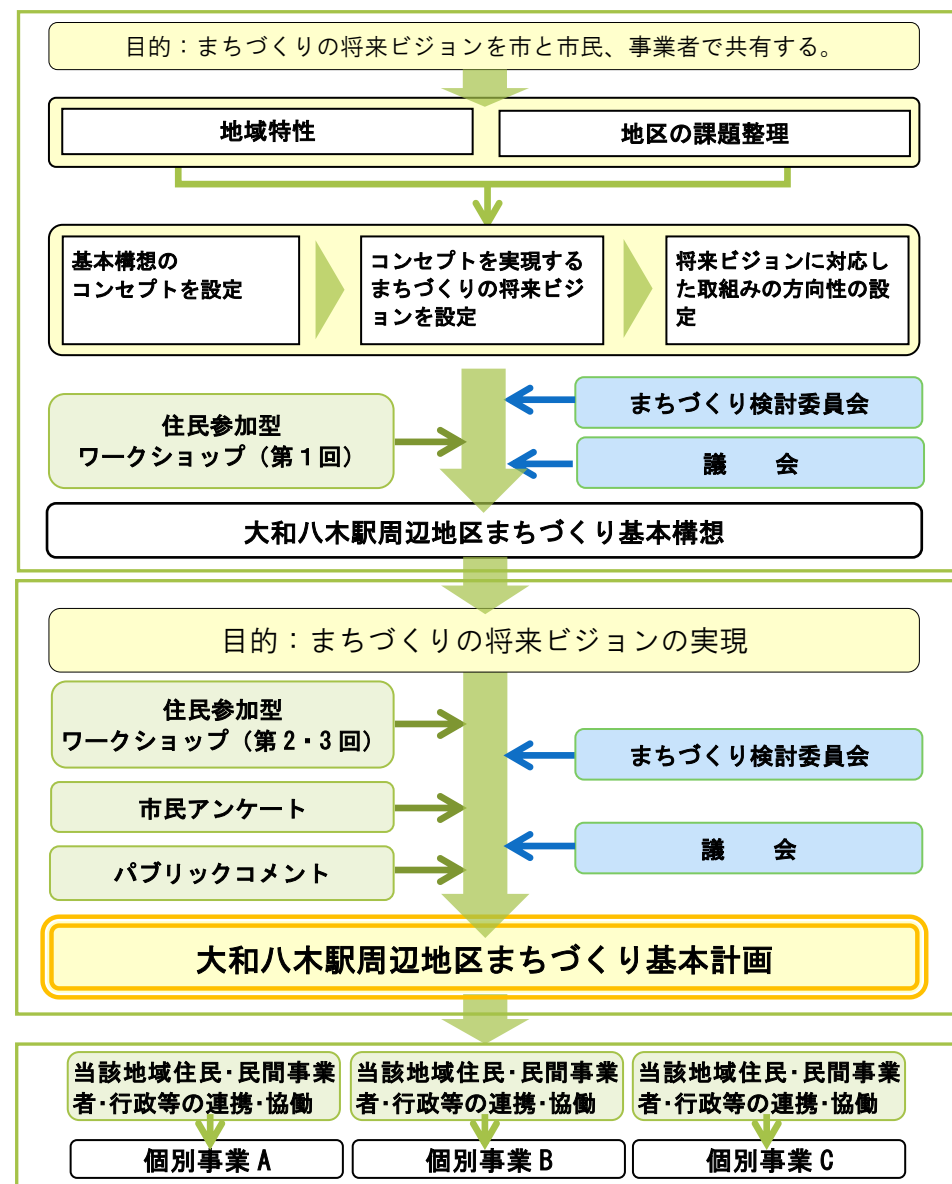 目的：まちづくりの将来ビジョンを市と市民、事業者で共有する。
地域特性
地区の課題整理
基本構想の
コンセプトを設定
コンセプトを実現する
まちづくりの将来ビジ
ョンを設定
将来ビジョンに対応し
た取組みの方向性の設
定
住民参加型
ワークショップ（第１回）
まちづくり検討委員会
議　会
大和八木駅周辺地区まちづくり基本構想
目的：まちづくりの将来ビジョンの実現
住民参加型
ワークショップ（第２・３回）
市民アンケート
パブリックコメント
まちづくり検討委員会
議　会
大和八木駅周辺地区まちづくり基本計画
当該地域住民・民間事業
者・行政等の連携・協働
個別事業Ａ
当該地域住民・民間事業
者・行政等の連携・協働
個別事業Ｂ
当該地域住民・民間事業
者・行政等の連携・協働
個別事業Ｃ